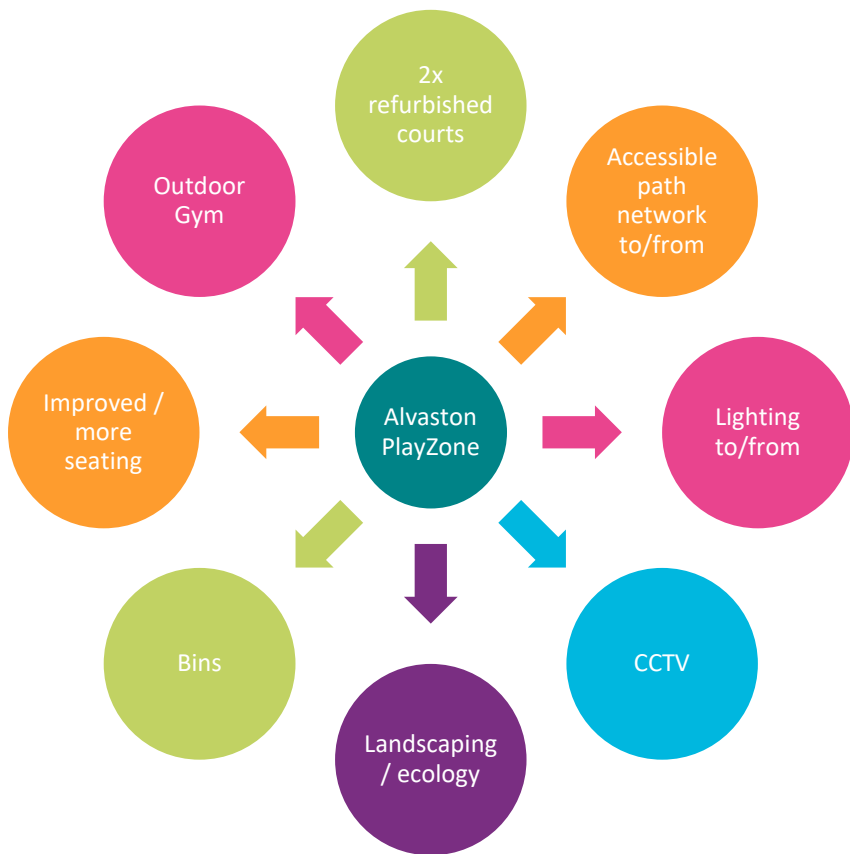 2x
refurbished
courts
Accessible
path
network
to/from
Outdoor
Gym
Improved /
more
seating
Alvaston
PlayZone
Lighting
to/from
Bins
CCTV
Landscaping
/ ecology